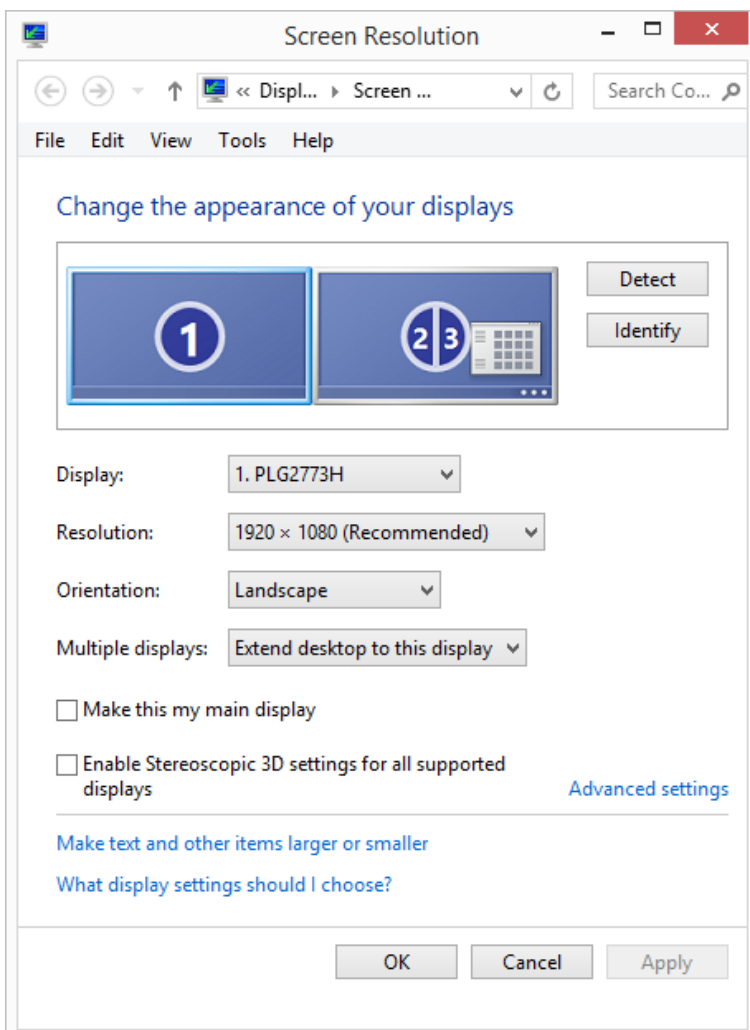 Screen Resolution
« Displ... Screen ... Search Co...
File Edit View Tools Help
Change the appearance of your displays
1 2 3 Detect
Identify
Display: 1. PLG2773H
Resolution: 1920 × 1080 (Recommended)
Orientation: Landscape
Multiple displays: Extend desktop to this display
Make this my main display
Enable Stereoscopic 3D settings for all supported
displays Advanced settings
Make text and other items larger or smaller
What display settings should I choose?
OK Cancel Apply